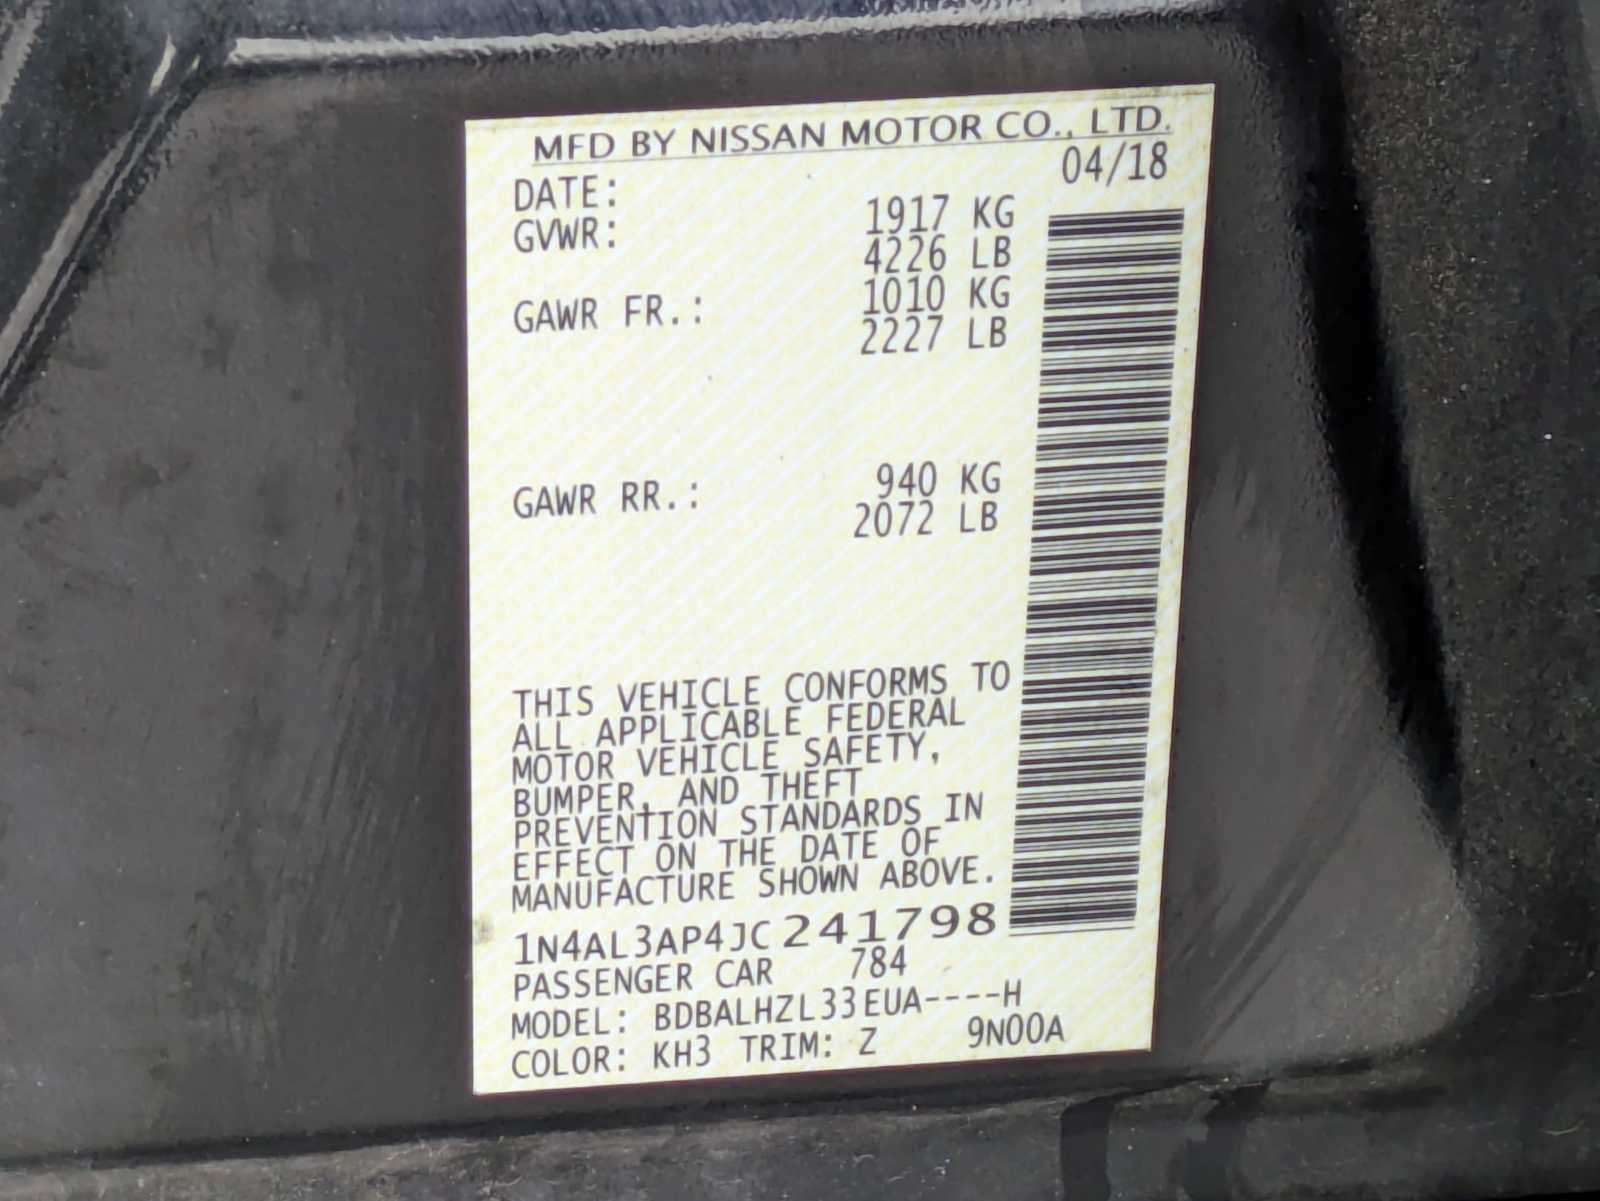 MFD BY NISSAN MOTOR CO., LTD.
DATE: 04/18
GVWR: 1917 KG
4226 LB
GAWR FR.: 1010 KG
2227 LB
GAWR RR.: 940 KG
2072 LB
THIS VEHICLE CONFORMS TO
ALL APPLICABLE FEDERAL
MOTOR VEHICLE SAFETY,
BUMPER, AND THEFT
PREVENTION STANDARDS IN
EFFECT ON THE DATE OF
MANUFACTURE SHOWN ABOVE.
1N4AL3AP4JC241798
PASSENGER CAR 784
MODEL: BDBALHZL33EUA----H
COLOR: KH3 TRIM: Z 9N00A